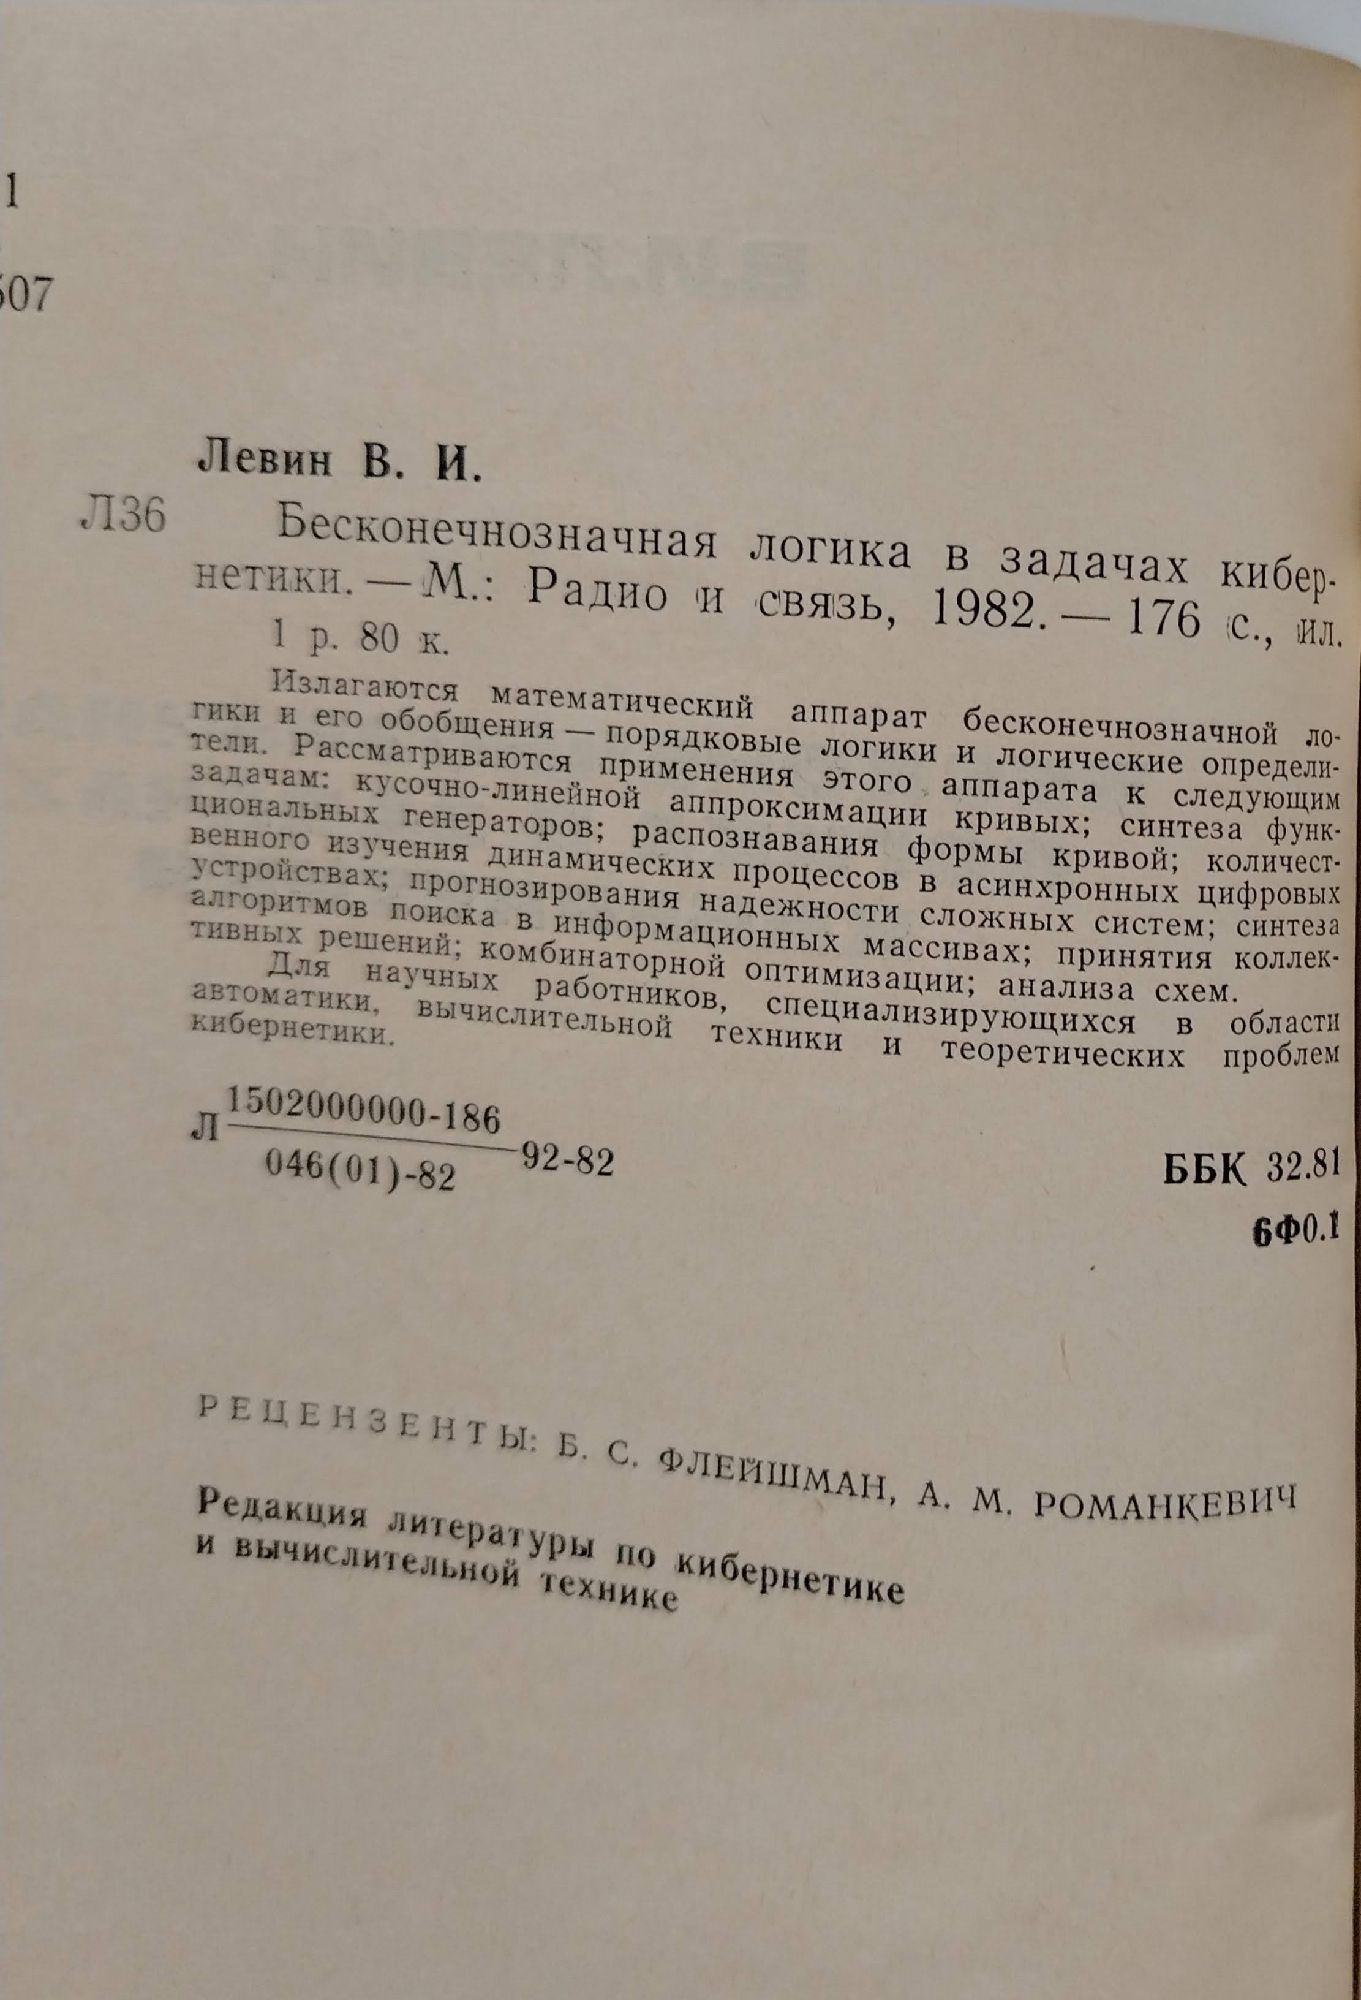 1
507
Левин В. И.
Л36 Бесконечнозначная логика в задачах кибер-
нетики. — М.: Радио и связь, 1982. — 176 с., ил.
1 р. 80 к.
Излагаются математический аппарат бесконечнозначной ло-
гики и его обобщения — порядковые логики и логические определи-
тели. Рассматриваются применения этого аппарата к следующим
задачам: кусочно-линейной аппроксимации кривых; синтеза функ-
циональных генераторов; распознавания формы кривой; количест-
венного изучения динамических процессов в асинхронных цифровых
устройствах; прогнозирования надежности сложных систем; синтеза
алгоритмов поиска в информационных массивах; принятия коллек-
тивных решений; комбинаторной оптимизации; анализа схем.
Для научных работников, специализирующихся в области
автоматики, вычислительной техники и теоретических проблем
кибернетики.
1502000000-186
Л 92-82
046(01)-82
ББК 32.81
6Ф0.1
РЕЦЕНЗЕНТЫ: Б. С. ФЛЕЙШМАН, А. М. РОМАНКЕВИЧ
Редакция литературы по кибернетике
и вычислительной технике